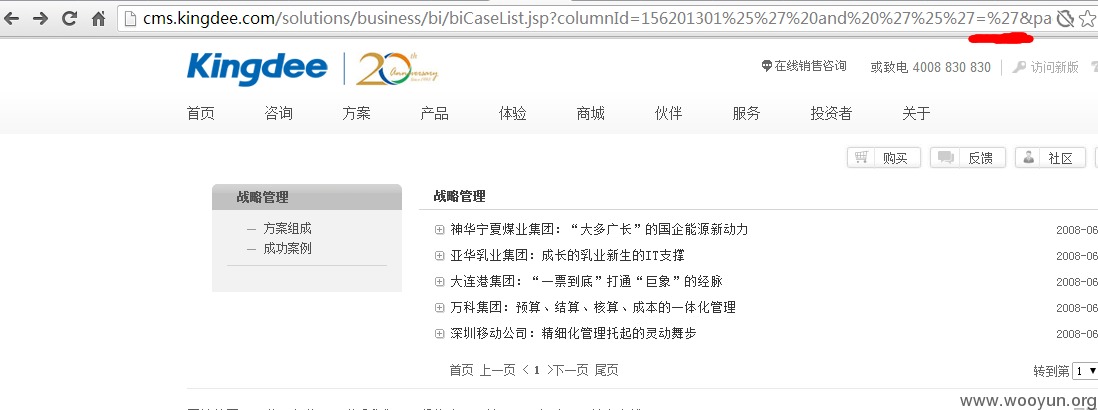 cms.kingdee.com/solutions/business/bi/biCaseList.jsp?columnId=156201301%25%27%20and%20%27%25%27=%27&pa
Kingdee 20th Anniversary
在线销售咨询 或致电 4008 830 830 访问新版
首页 咨询 方案 产品 体验 商城 伙伴 服务 投资者 关于
购买 反馈 社区
战略管理
方案组成
成功案例
战略管理
神华宁夏煤业集团：“大多广长”的国企能源新动力 2008-06
亚华乳业集团：成长的乳业新生的IT支撑 2008-06
大连港集团：“一票到底”打通“巨象”的经脉 2008-06
万科集团：预算、结算、核算、成本的一体化管理 2008-06
深圳移动公司：精细化管理托起的灵动舞步 2008-06
首页 上一页 < 1 >下一页 尾页 转到第 1
www.wooyun.org